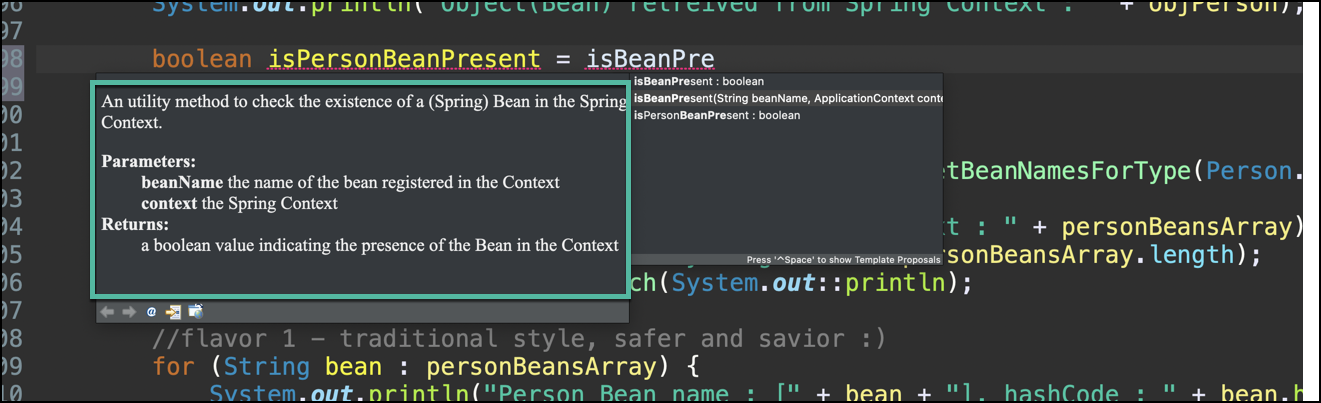 96 System.out.println("Object(Bean) retreived from Spring Context : " + objPerson);
97
98 boolean isPersonBeanPresent = isBeanPre
99
An utility method to check the existence of a (Spring) Bean in the Spring
Context.
Parameters:
beanName the name of the bean registered in the Context
context the Spring Context
Returns:
a boolean value indicating the presence of the Bean in the Context
@
isBeanPresent : boolean
isBeanPresent(String beanName, ApplicationContext conte
isPersonBeanPresent : boolean
Press '^Space' to show Template Proposals
00
01
02 etBeanNamesForType(Person.
03
04 xt : " + personBeansArray)
05 rsonBeansArray.length);
06 ch(System.out::println);
07
08 //flavor 1 – traditional style, safer and savior :)
09 for (String bean : personBeansArray) {
10 System.out.println("Person Bean name : [" + bean + "], hashCode : " + bean.h